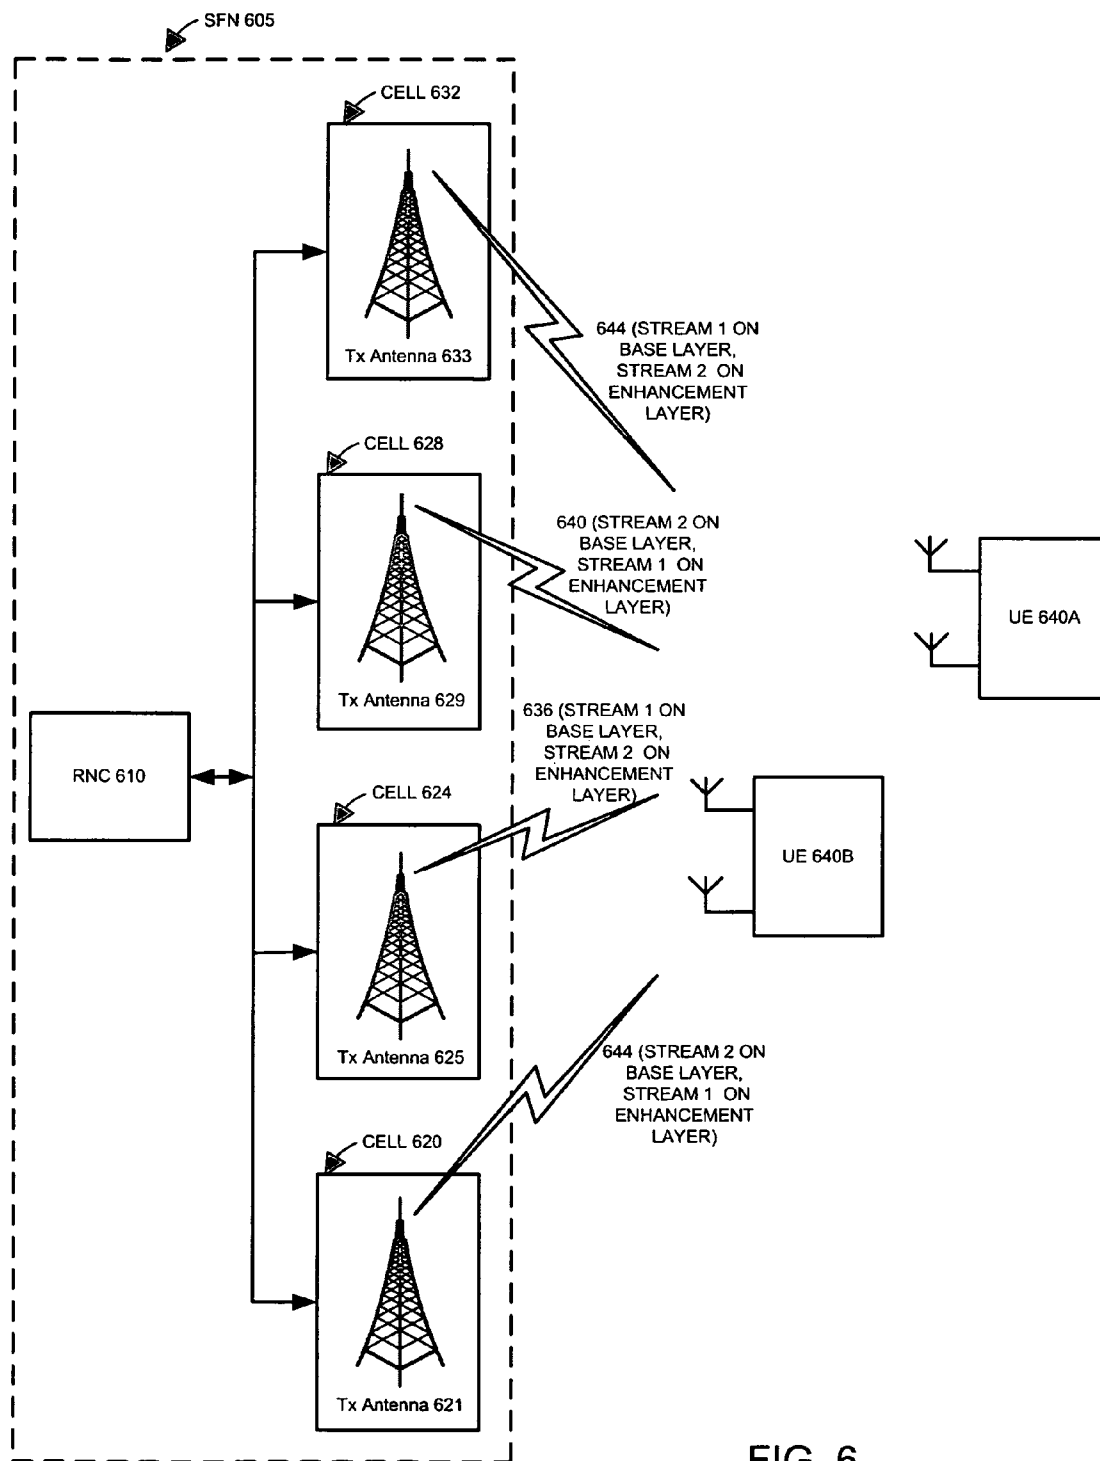 SFN 605
CELL 632
Tx Antenna 633
644 (STREAM 1 ON
BASE LAYER,
STREAM 2 ON
ENHANCEMENT
LAYER)
CELL 628
Tx Antenna 629
640 (STREAM 2 ON
BASE LAYER,
STREAM 1 ON
ENHANCEMENT
LAYER)
UE 640A
RNC 610
636 (STREAM 1 ON
BASE LAYER,
STREAM 2 ON
ENHANCEMENT
LAYER)
CELL 624
Tx Antenna 625
UE 640B
644 (STREAM 2 ON
BASE LAYER,
STREAM 1 ON
ENHANCEMENT
LAYER)
CELL 620
Tx Antenna 621
FIG. 6